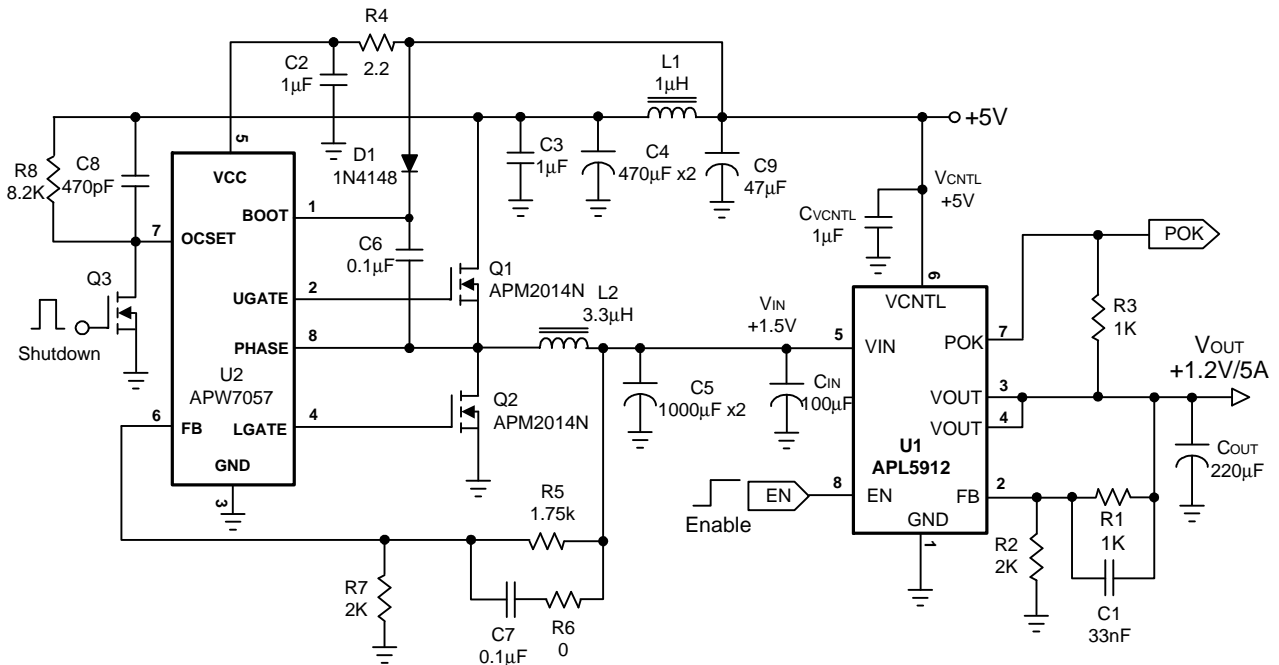 R4
2.2
C2
1μF
L1
1μH
+5V
5
R8
8.2K
C8
470pF
VCC
D1
1N4148
C3
1μF
C4
470μF x2
C9
47μF
VCNTL
+5V
BOOT
1
CVCNTL
1μF
POK
7
OCSET
C6
0.1μF
Q3
Shutdown
UGATE
2
Q1
APM2014N
L2
3.3μH
6
VCNTL
R3
1K
VIN
+1.5V
5
VIN
POK
7
PHASE
8
U2
APW7057
VOUT
+1.2V/5A
6
FB
LGATE
4
Q2
APM2014N
C5
1000μF x2
CIN
100μF
VOUT
3
VOUT
4
U1
APL5912
COUT
220μF
GND
3
R5
1.75k
Enable
EN
8
EN
FB
2
GND
1
R1
1K
R2
2K
R7
2K
C7
0.1μF
R6
0
C1
33nF